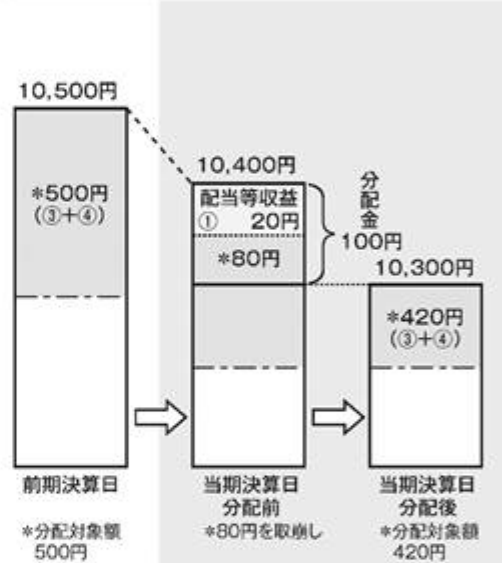 10,500円
*500円
(③+④)
前期決算日
*分配対象額
500円
10,400円
配当等収益
① 20円
*80円
分配金
100円
当期決算日
分配前
*80円を取崩し
10,300円
*420円
(③+④)
当期決算日
分配後
*分配対象額
420円